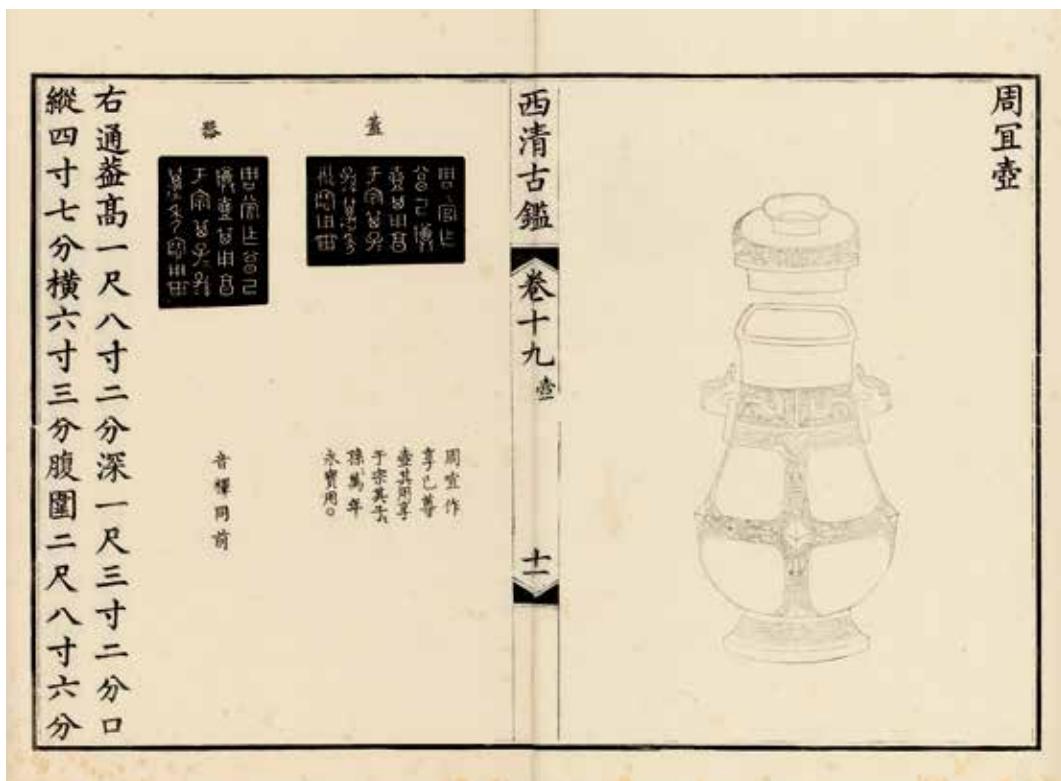 周㝉壺
西清古鑑
卷十九
壺
十一
蓋
周㝉作
享己尊
壺其用享
于宗其子
孫萬年
永寶用
器
音釋同前
右通蓋高一尺八寸二分深一尺三寸二分口
縱四寸七分橫六寸三分腹圍二尺八寸六分